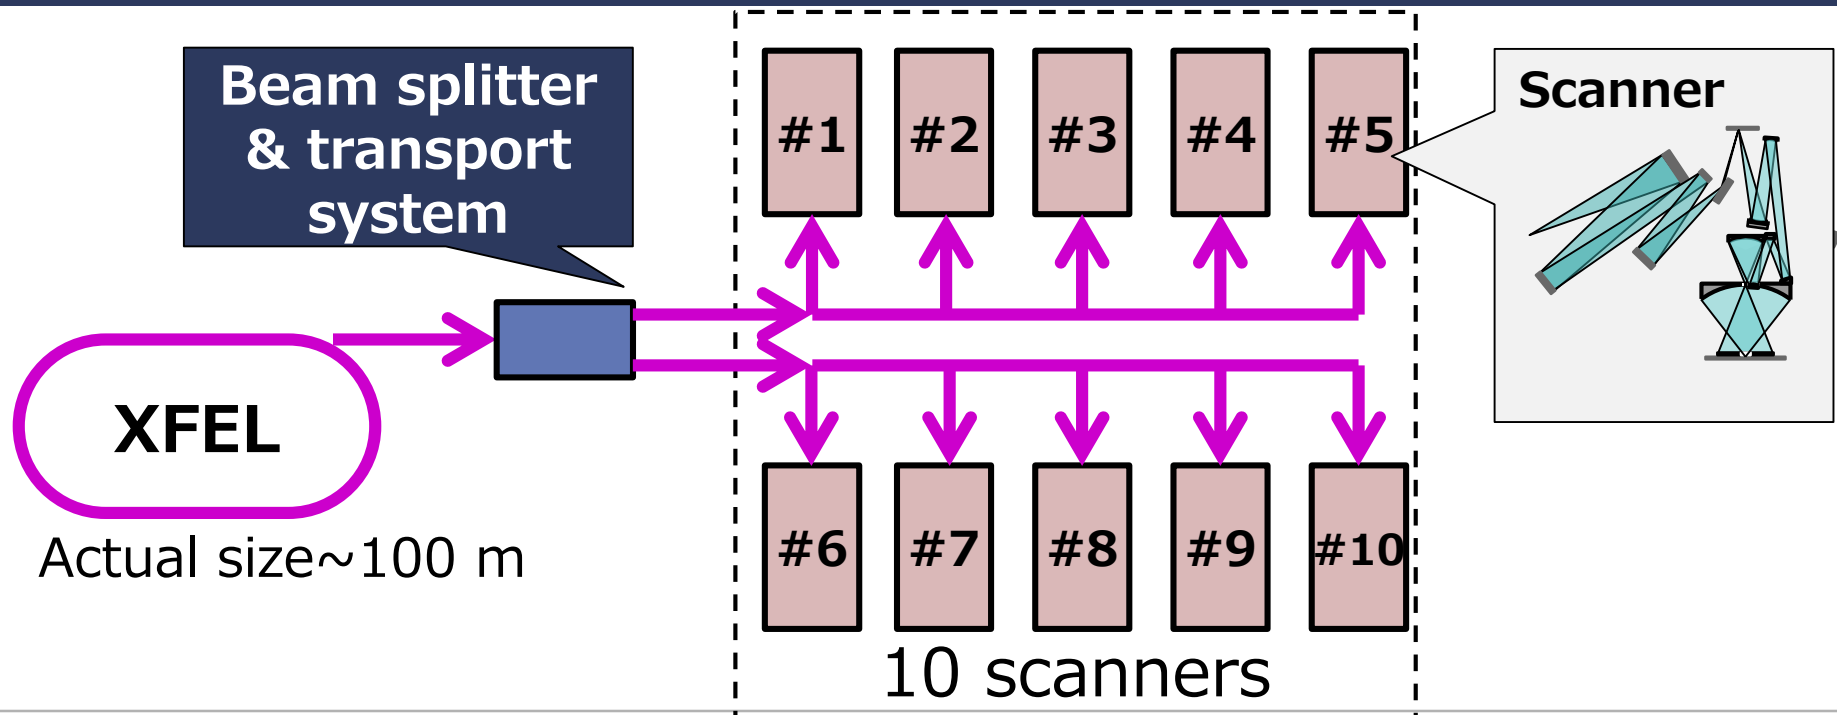 Beam splitter
& transport
system
#1
#2
#3
#4
#5
Scanner
XFEL
Actual size~100 m
#6
#7
#8
#9
#10
10 scanners